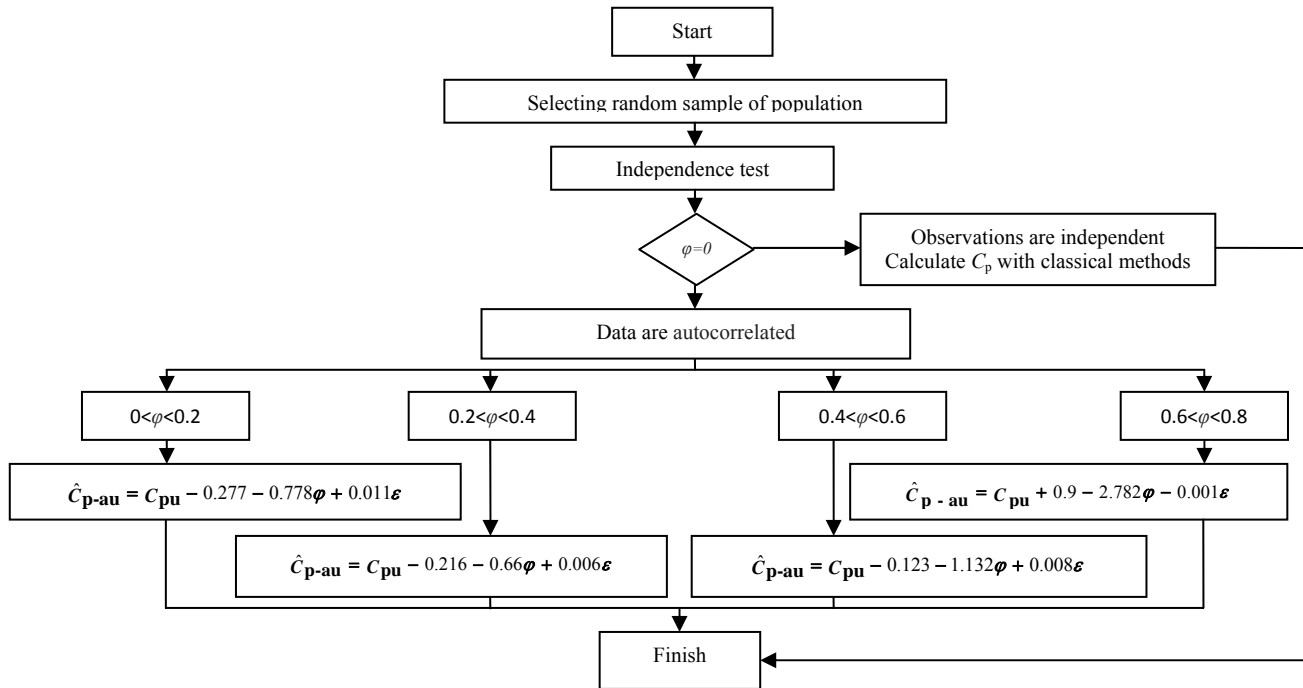 Start
Selecting random sample of population
Independence test
φ=0
Observations are independent
Calculate Cp with classical methods
Data are autocorrelated
0<φ<0.2
0.2<φ<0.4
0.4<φ<0.6
0.6<φ<0.8
Ĉp-au = Cpu − 0.277 − 0.778φ + 0.011ε
Ĉp - au = Cpu + 0.9 − 2.782φ − 0.001ε
Ĉp-au = Cpu − 0.216 − 0.66φ + 0.006ε
Ĉp-au = Cpu − 0.123 − 1.132φ + 0.008ε
Finish